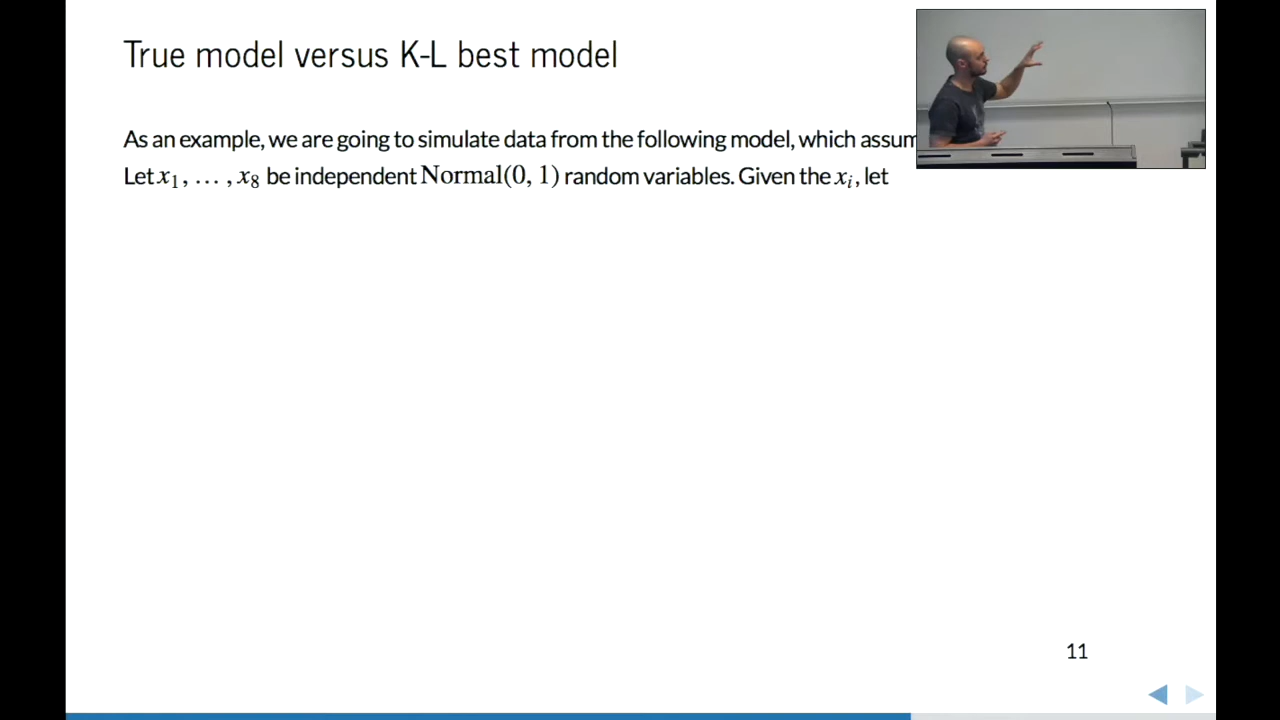 True model versus K-L best model
As an example, we are going to simulate data from the following model, which
Let x₁, … , x₈ be independent Normal(0, 1) random variables. Given the xᵢ, let
11